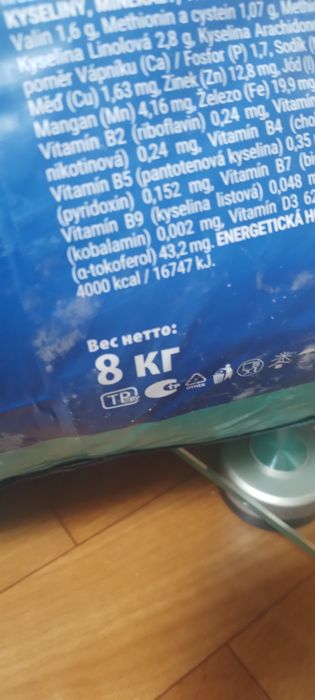 KYSELINY, MINERÁLY,
Valin 1,6 g, Methionin a cystein 1,07 g,
Kyselina Linolová 2,8 g, Kyselina
poměr Vápníku (Ca) / Fosfor (P) 1,7, Sodík
Měď (Cu) 1,63 mg, Zinek (Zn) 12,8 mg, Jód (I)
Mangan (Mn) 4,16 mg, Železo (Fe) 19,9 mg
Vitamín B2 (riboflavin) 0,24 mg,
nikotinová) 0,24 mg, Vitamín B4
Vitamín B5 (pantotenová kyselina) 0,35
(pyridoxin) 0,152 mg, Vitamín B7
Vitamín B9 (kyselina listová) 0,048
(kobalamin) 0,002 mg, Vitamín D3
(α-tokoferol) 43,2 mg. ENERGETICKÁ
4000 kcal / 16747 kJ.
Вес нетто:
8 КГ